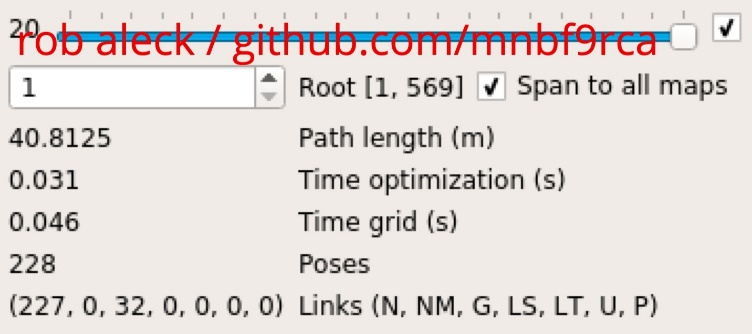 20
rob aleck / github.com/mnbf9rca
1 Root [1, 569] Span to all maps
40.8125 Path length (m)
0.031 Time optimization (s)
0.046 Time grid (s)
228 Poses
(227, 0, 32, 0, 0, 0, 0) Links (N, NM, G, LS, LT, U, P)